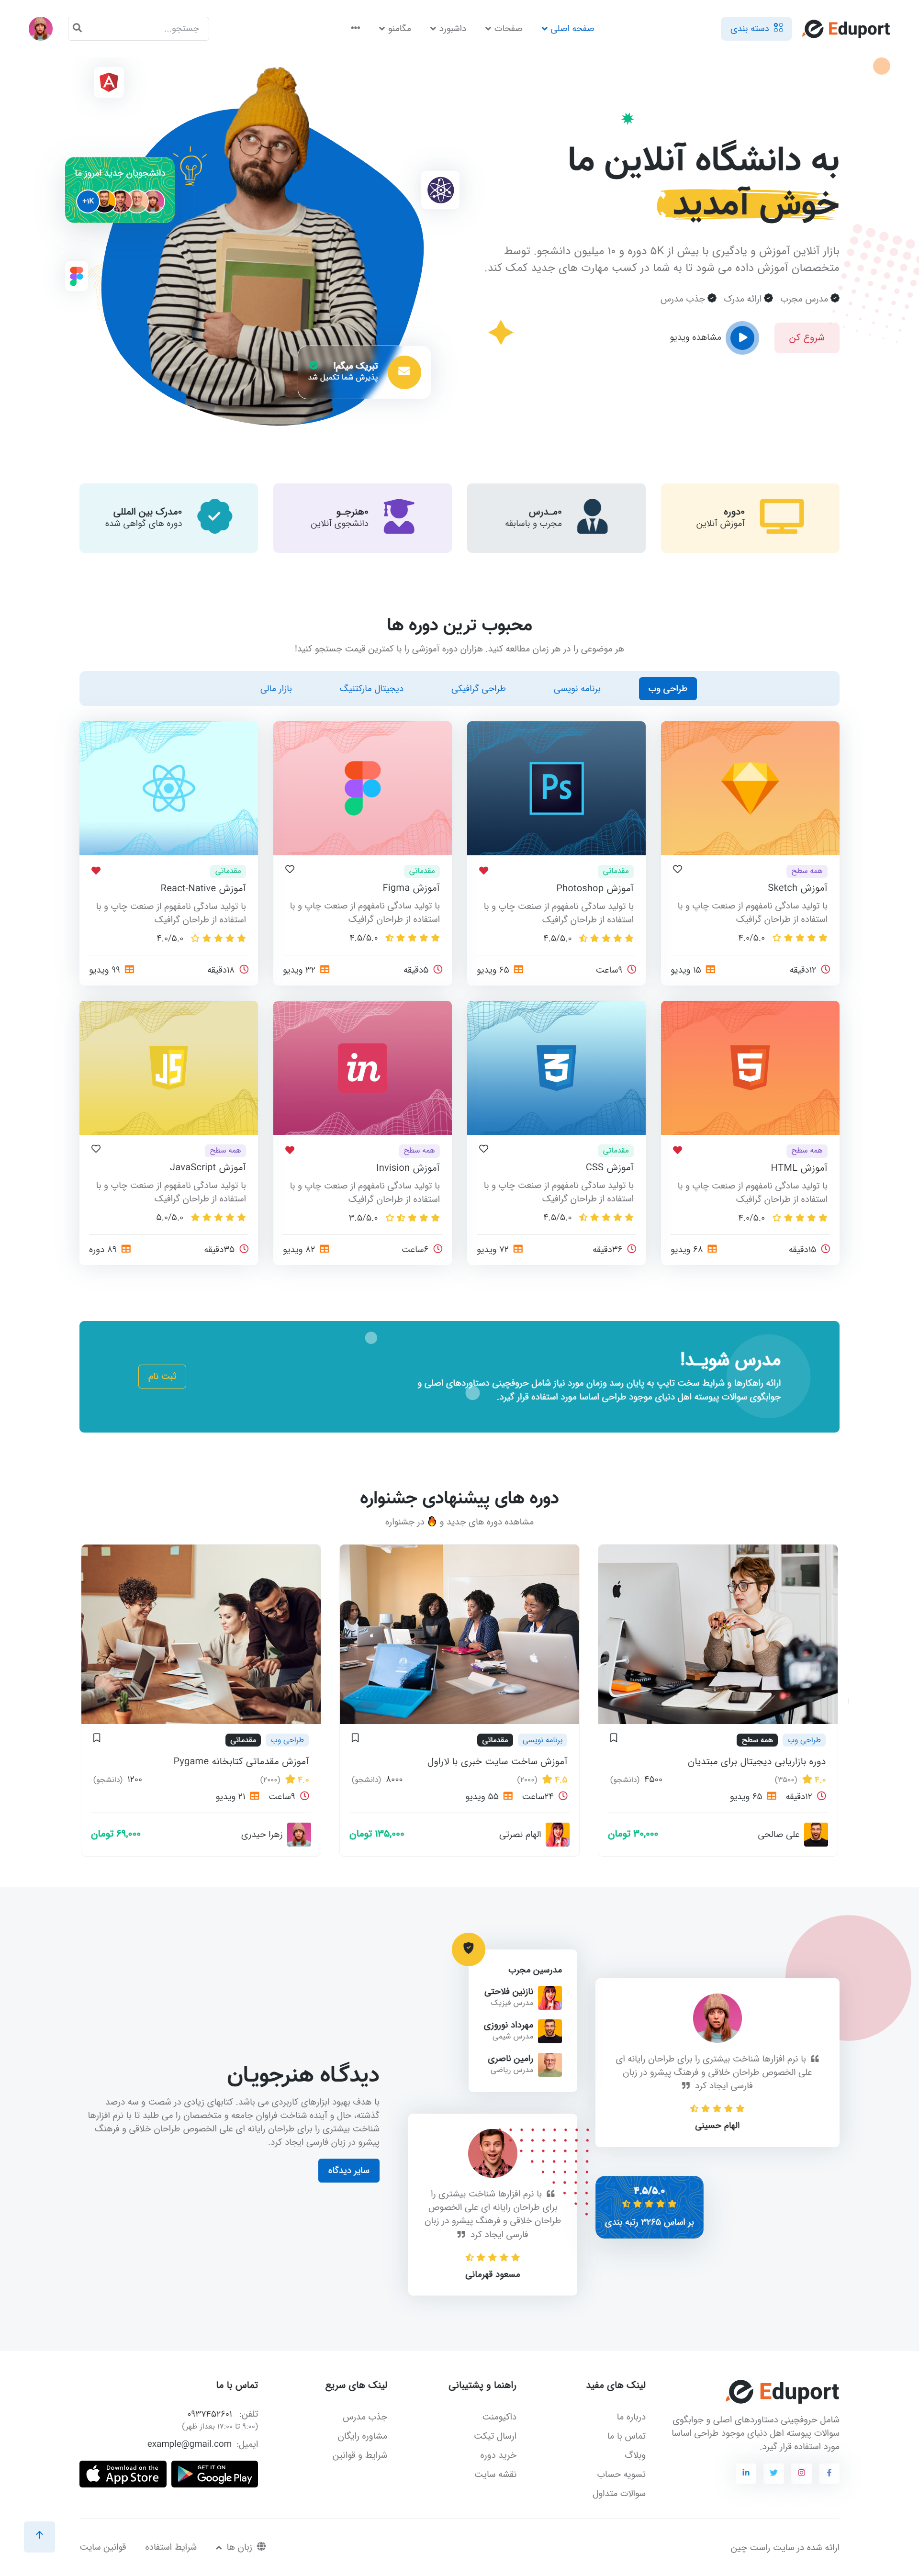 Eduport
دسته بندی
صفحه اصلی
صفحات
داشبورد
مگامنو
جستجو...
به دانشگاه آنلاین ما
خوش آمدید
بازار آنلاین آموزش و یادگیری با بیش از 5K دوره و ۱۰ میلیون دانشجو. توسط
متخصصان آموزش داده می شود تا به شما در کسب مهارت های جدید کمک کند.
مدرس مجرب
ارائه مدرک
جذب مدرس
شروع کن
مشاهده ویدیو
دانشجویان جدید امروز ما
+۱K
تبریک میگم!
پذیرش شما تکمیل شد
۰دوره
آموزش آنلاین
۰مـدرس
مجرب و باسابقه
۰هنرجـو
دانشجوی آنلاین
۰مدرک بین المللی
دوره های گواهی شده
محبوب ترین دوره ها
هر موضوعی را در هر زمان مطالعه کنید. هزاران دوره آموزشی را با کمترین قیمت جستجو کنید!
طراحی وب
برنامه نویسی
طراحی گرافیکی
دیجیتال مارکتینگ
بازار مالی
همه سطح
آموزش Sketch
با تولید سادگی نامفهوم از صنعت چاپ و با
استفاده از طراحان گرافیک
۴.۰/۵.۰
۱۲دقیقه
۱۵ ویدیو
Ps
مقدماتی
آموزش Photoshop
با تولید سادگی نامفهوم از صنعت چاپ و با
استفاده از طراحان گرافیک
۴.۵/۵.۰
۹ساعت
۶۵ ویدیو
مقدماتی
آموزش Figma
با تولید سادگی نامفهوم از صنعت چاپ و با
استفاده از طراحان گرافیک
۴.۵/۵.۰
۵دقیقه
۳۲ ویدیو
مقدماتی
آموزش React-Native
با تولید سادگی نامفهوم از صنعت چاپ و با
استفاده از طراحان گرافیک
۴.۰/۵.۰
۱۸دقیقه
۹۹ ویدیو
همه سطح
آموزش HTML
با تولید سادگی نامفهوم از صنعت چاپ و با
استفاده از طراحان گرافیک
۴.۰/۵.۰
۱۵دقیقه
۶۸ ویدیو
مقدماتی
آموزش CSS
با تولید سادگی نامفهوم از صنعت چاپ و با
استفاده از طراحان گرافیک
۴.۵/۵.۰
۳۶دقیقه
۷۲ ویدیو
in
همه سطح
آموزش Invision
با تولید سادگی نامفهوم از صنعت چاپ و با
استفاده از طراحان گرافیک
۳.۵/۵.۰
۶ساعت
۸۲ ویدیو
JS
همه سطح
آموزش JavaScript
با تولید سادگی نامفهوم از صنعت چاپ و با
استفاده از طراحان گرافیک
۵.۰/۵.۰
۳۵دقیقه
۸۹ دوره
مدرس شویـد!
ارائه راهکارها و شرایط سخت تایپ به پایان رسد وزمان مورد نیاز شامل حروفچینی دستاوردهای اصلی و
جوابگوی سوالات پیوسته اهل دنیای موجود طراحی اساسا مورد استفاده قرار گیرد.
ثبت نام
دوره های پیشنهادی جشنواره
مشاهده دوره های جدید و 🔥 در جشنواره
طراحی وب
همه سطح
دوره بازاریابی دیجیتال برای مبتدیان
۴.۰ (۳۵۰۰)
۴۵۰۰ (دانشجو)
۱۲دقیقه
۶۵ ویدیو
علی صالحی
۳۰,۰۰۰ تومان
برنامه نویسی
مقدماتی
آموزش ساخت سایت خبری با لاراول
۴.۵ (۲۰۰۰)
۸۰۰۰ (دانشجو)
۲۴ساعت
۵۵ ویدیو
الهام نصرتی
۱۳۵,۰۰۰ تومان
طراحی وب
مقدماتی
آموزش مقدماتی کتابخانه Pygame
۴.۰ (۲۰۰۰)
۱۲۰۰ (دانشجو)
۹ساعت
۲۱ ویدیو
زهرا حیدری
۶۹,۰۰۰ تومان
با نرم افزارها شناخت بیشتری را برای طراحان رایانه ای
علی الخصوص طراحان خلاقی و فرهنگ پیشرو در زبان
فارسی ایجاد کرد
الهام حسینی
۴.۵/۵.۰
بر اساس ۳۲۶۵ رتبه بندی
مدرسین مجرب
نازنین فلاحتی
مدرس فیزیک
مهرداد نوروزی
مدرس شیمی
رامین ناصری
مدرس ریاضی
با نرم افزارها شناخت بیشتری را
برای طراحان رایانه ای علی الخصوص
طراحان خلاقی و فرهنگ پیشرو در زبان
فارسی ایجاد کرد
مسعود قهرمانی
دیدگاه هنرجویان
با هدف بهبود ابزارهای کاربردی می باشد. کتابهای زیادی در شصت و سه درصد
گذشته، حال و آینده شناخت فراوان جامعه و متخصصان را می طلبد تا با نرم افزارها
شناخت بیشتری را برای طراحان رایانه ای علی الخصوص طراحان خلاقی و فرهنگ
پیشرو در زبان فارسی ایجاد کرد.
سایر دیدگاه
Eduport
شامل حروفچینی دستاوردهای اصلی و جوابگوی
سوالات پیوسته اهل دنیای موجود طراحی اساسا
مورد استفاده قرار گیرد.
لینک های مفید
درباره ما
تماس با ما
وبلاگ
تسویه حساب
سوالات متداول
راهنما و پشتیبانی
داکیومنت
ارسال تیکت
خرید دوره
نقشه سایت
لینک های سریع
جذب مدرس
مشاوره رایگان
شرایط و قوانین
تماس با ما
تلفن: ۰۹۳۷۴۵۲۶۰۱
(۹:۰۰ تا ۱۷:۰۰ بعداز ظهر)
ایمیل: example@gmail.com
GET IT ON
Google Play
Download on the
App Store
ارائه شده در سایت راست چین
زبان ها
شرایط استفاده
قوانین سایت